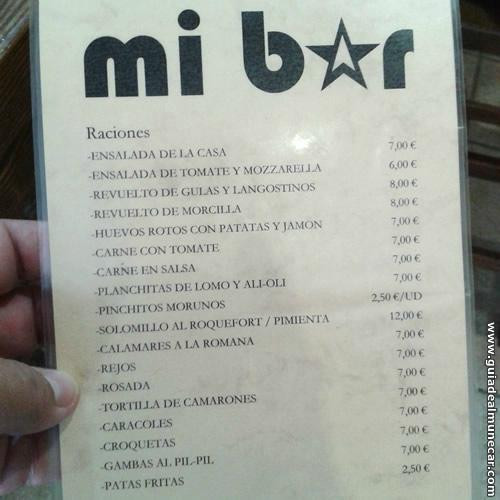 mi bar
Raciones
-ENSALADA DE LA CASA 7,00 €
-ENSALADA DE TOMATE Y MOZZARELLA 6,00 €
-REVUELTO DE GULAS Y LANGOSTINOS 8,00 €
-REVUELTO DE MORCILLA 8,00 €
-HUEVOS ROTOS CON PATATAS Y JAMON 7,00 €
-CARNE CON TOMATE 7,00 €
-CARNE EN SALSA 7,00 €
-PLANCHITAS DE LOMO Y ALI-OLI 7,00 €
-PINCHITOS MORUNOS 2,50 €/UD
-SOLOMILLO AL ROQUEFORT / PIMIENTA 12,00 €
-CALAMARES A LA ROMANA 7,00 €
-REJOS 7,00 €
-ROSADA 7,00 €
-TORTILLA DE CAMARONES 7,00 €
-CARACOLES 7,00 €
-CROQUETAS 7,00 €
-GAMBAS AL PIL-PIL 7,00 €
-PATAS FRITAS 2,50 €
www.guiadealmunecar.com